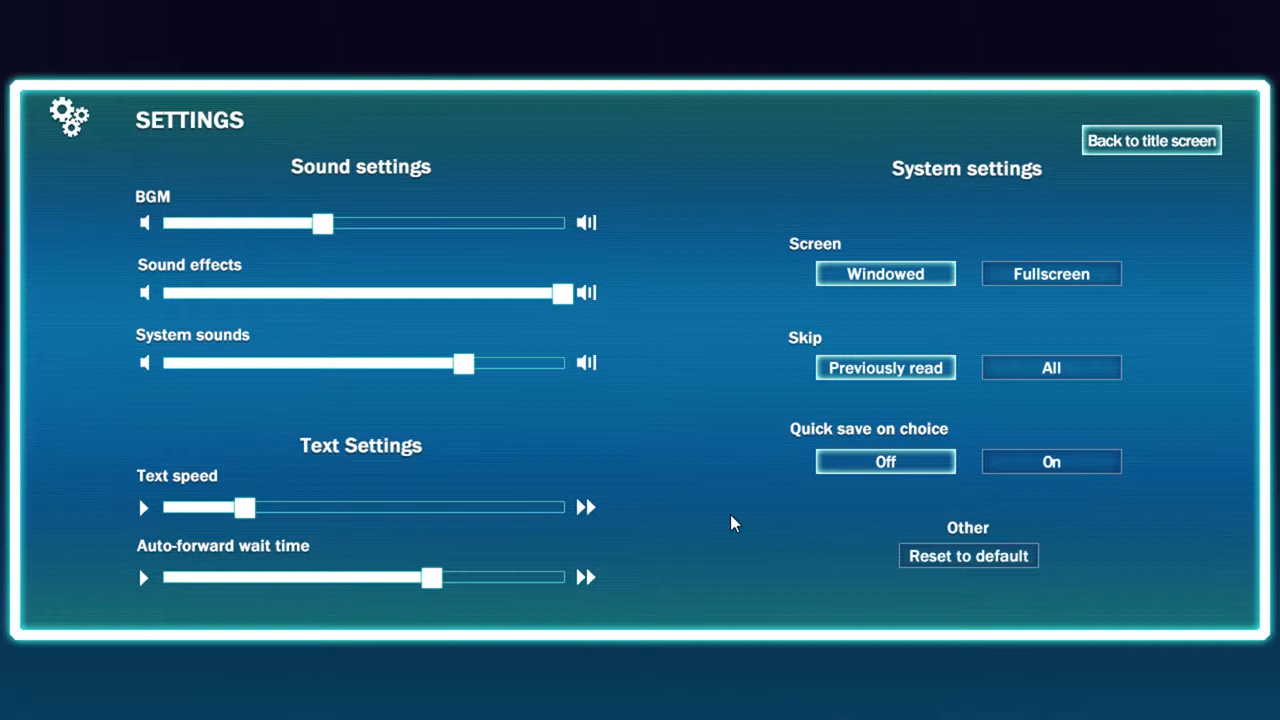 SETTINGS
Back to title screen
Sound settings
BGM
Sound effects
System sounds
Text Settings
Text speed
Auto-forward wait time
System settings
Screen
Windowed Fullscreen
Skip
Previously read All
Quick save on choice
Off On
Other
Reset to default